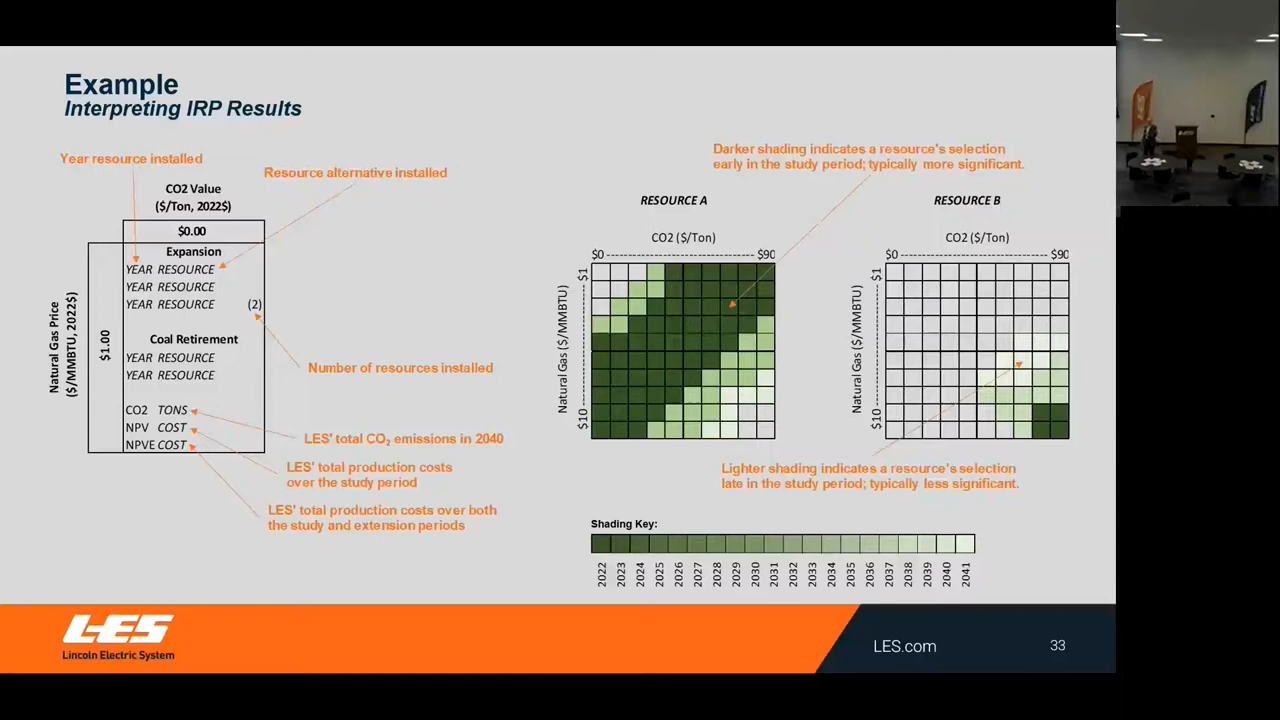 Example
Interpreting IRP Results
Year resource installed
Resource alternative installed
CO2 Value
($/Ton, 2022$)
$0.00
Natural Gas Price
($/MMBTU, 2022$)
$1.00
Expansion
YEAR RESOURCE
YEAR RESOURCE
YEAR RESOURCE (2)
Coal Retirement
YEAR RESOURCE
YEAR RESOURCE
CO2 TONS
NPV COST
NPVE COST
Number of resources installed
LES' total CO2 emissions in 2040
LES' total production costs
over the study period
LES' total production costs over both
the study and extension periods
Darker shading indicates a resource's selection
early in the study period; typically more significant.
RESOURCE A
CO2 ($/Ton)
$0 $90
Natural Gas ($/MMBTU)
$1
$10
RESOURCE B
CO2 ($/Ton)
$0 $90
Natural Gas ($/MMBTU)
$1
$10
Lighter shading indicates a resource's selection
late in the study period; typically less significant.
Shading Key:
2022 2023 2024 2025 2026 2027 2028 2029 2030 2031 2032 2033 2034 2035 2036 2037 2038 2039 2040 2041
LES
Lincoln Electric System
LES.com
33
LES